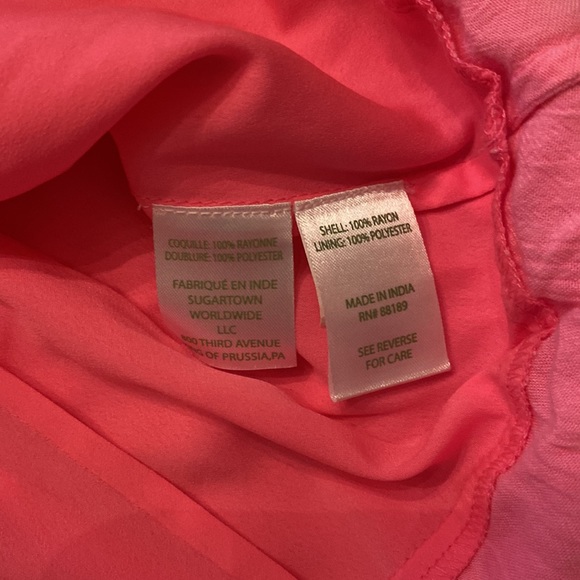 COQUILLE: 100% RAYONNE
DOUBLURE: 100% POLYESTER
FABRIQUÉ EN INDE
SUGARTOWN
WORLDWIDE
LLC
THIRD AVENUE
OF PRUSSIA,PA
SHELL: 100% RAYON
LINING: 100% POLYESTER
MADE IN INDIA
RN# 88189
SEE REVERSE
FOR CARE